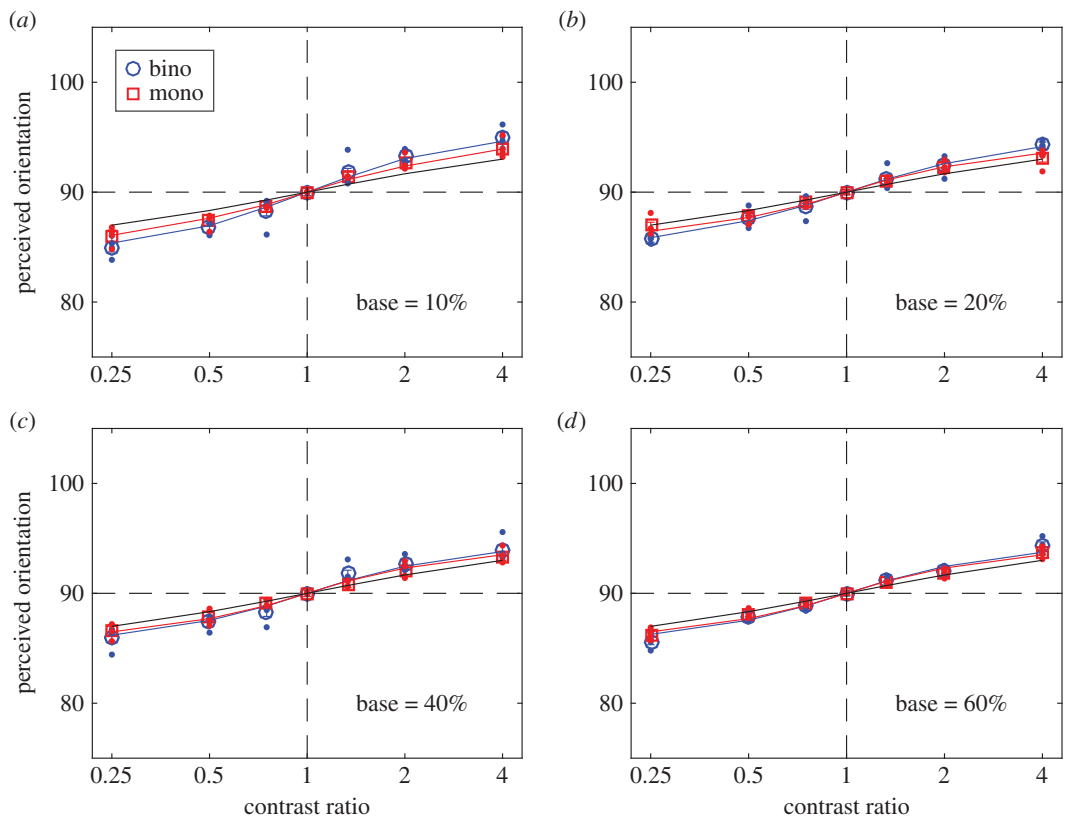 (a)
(b)
bino
mono
perceived orientation
100
90
80
base = 10%
0.25 0.5 1 2 4
100
90
80
base = 20%
0.25 0.5 1 2 4
(c)
(d)
perceived orientation
100
90
80
base = 40%
0.25 0.5 1 2 4
contrast ratio
100
90
80
base = 60%
0.25 0.5 1 2 4
contrast ratio